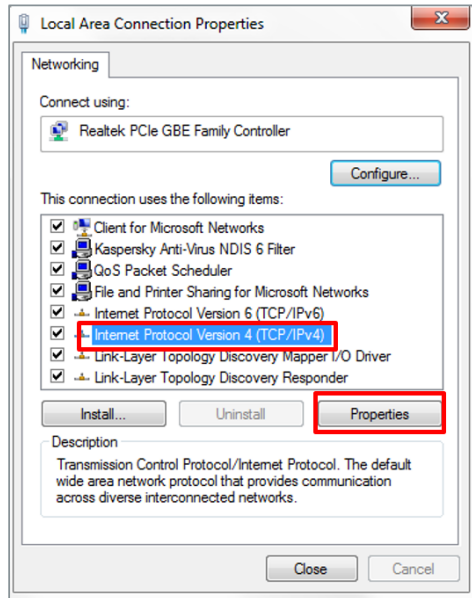 Local Area Connection Properties
Networking
Connect using:
Realtek PCIe GBE Family Controller
Configure...
This connection uses the following items:
Client for Microsoft Networks
Kaspersky Anti-Virus NDIS 6 Filter
QoS Packet Scheduler
File and Printer Sharing for Microsoft Networks
Internet Protocol Version 6 (TCP/IPv6)
Internet Protocol Version 4 (TCP/IPv4)
Link-Layer Topology Discovery Mapper I/O Driver
Link-Layer Topology Discovery Responder
Install... Uninstall Properties
Description
Transmission Control Protocol/Internet Protocol. The default
wide area network protocol that provides communication
across diverse interconnected networks.
Close Cancel